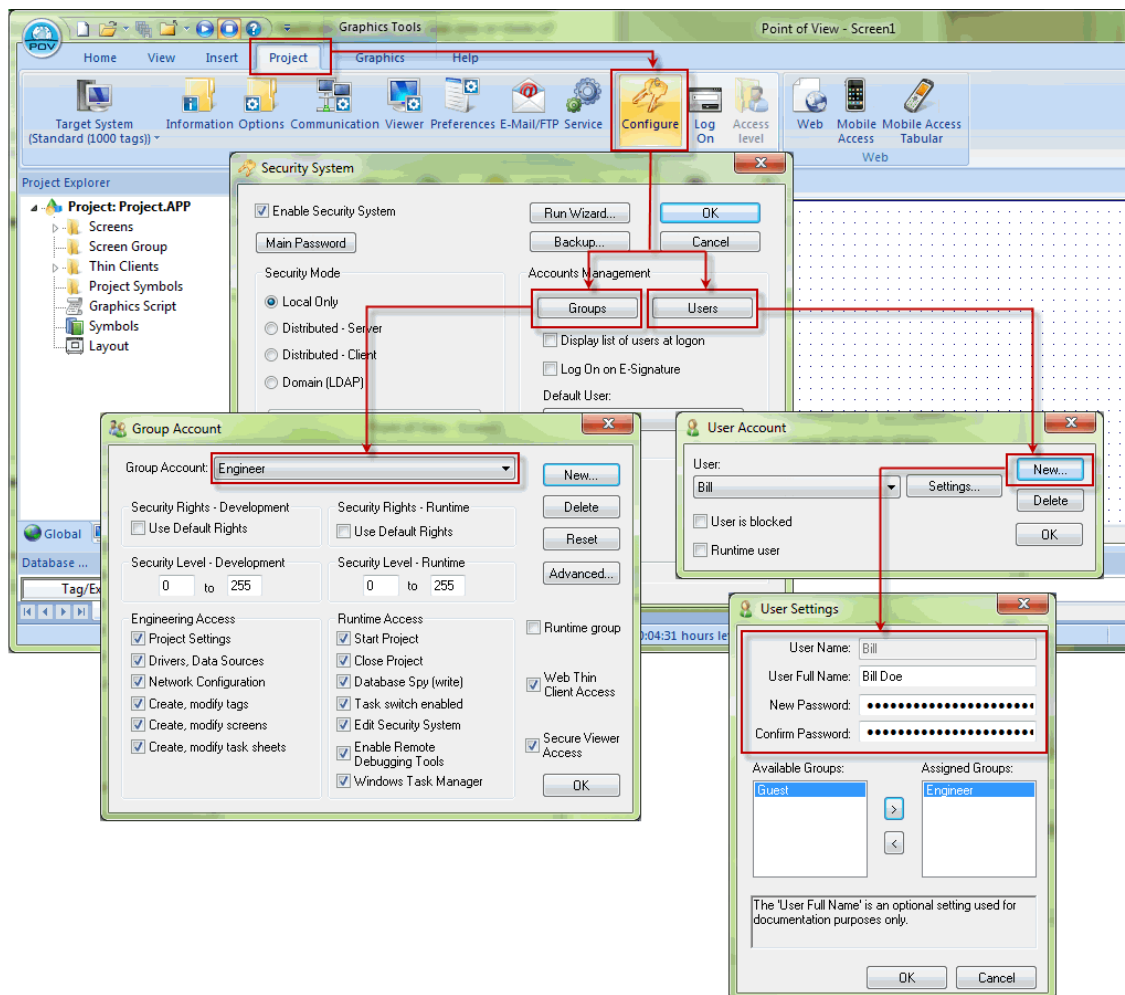 Graphics Tools
Point of View - Screen1
POV
Home View Insert Project Graphics Help
Target System
(Standard (1000 tags))
Information Options Communication Viewer Preferences E-Mail/FTP Service
Configure
Log
On
Access
level
Web
Mobile
Access
Mobile Access
Tabular
Web
Project Explorer
Project: Project.APP
Screens
Screen Group
Thin Clients
Project Symbols
Graphics Script
Symbols
Layout
Global
Database ...
Security System
Enable Security System
Run Wizard...
OK
Main Password
Backup...
Cancel
Security Mode
Local Only
Distributed - Server
Distributed - Client
Domain (LDAP)
Accounts Management
Groups
Users
Display list of users at logon
Log On on E-Signature
Default User:
Group Account
Group Account: Engineer
New...
Delete
Reset
Advanced...
Security Rights - Development
Use Default Rights
Security Rights - Runtime
Use Default Rights
Security Level - Development
0 to 255
Security Level - Runtime
0 to 255
Engineering Access
Project Settings
Drivers, Data Sources
Network Configuration
Create, modify tags
Create, modify screens
Create, modify task sheets
Runtime Access
Start Project
Close Project
Database Spy (write)
Task switch enabled
Edit Security System
Enable Remote
Debugging Tools
Windows Task Manager
Runtime group
Web Thin
Client Access
Secure Viewer
Access
OK
:04:31 hours le
User Account
User:
Bill
Settings...
New...
Delete
OK
User is blocked
Runtime user
User Settings
User Name: Bill
User Full Name: Bill Doe
New Password:
Confirm Password:
Available Groups:
Guest
>
<
Assigned Groups:
Engineer
The 'User Full Name' is an optional setting used for
documentation purposes only.
OK
Cancel